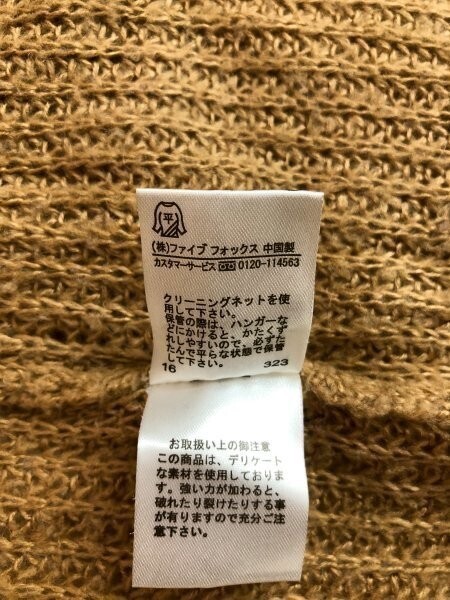 平
(株)ファイブ フォックス 中国製
カスタマーサービス 0120-114563
クリーニングネットを使
用して下さい。
保管の際は、ハンガーな
どにかけると、かたくず
れしやすいので、必ずた
たんで平らな状態で保管
して下さい。
16 323
お取扱い上の御注意
この商品は、デリケート
な素材を使用しておりま
す。強い力が加わると、
破れたり裂けたりする事
が有りますので充分ご注
意下さい。